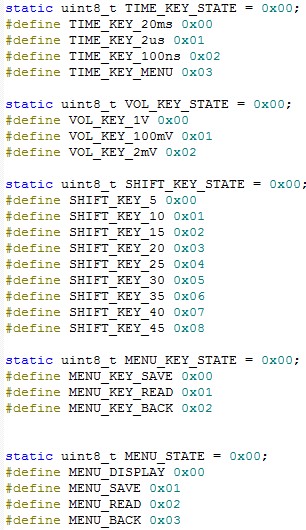 static uint8_t TIME_KEY_STATE = 0x00;
#define TIME_KEY_20ms 0x00
#define TIME_KEY_2us 0x01
#define TIME_KEY_100ns 0x02
#define TIME_KEY_MENU 0x03
static uint8_t VOL_KEY_STATE = 0x00;
#define VOL_KEY_1V 0x00
#define VOL_KEY_100mV 0x01
#define VOL_KEY_2mV 0x02
static uint8_t SHIFT_KEY_STATE = 0x00;
#define SHIFT_KEY_5 0x00
#define SHIFT_KEY_10 0x01
#define SHIFT_KEY_15 0x02
#define SHIFT_KEY_20 0x03
#define SHIFT_KEY_25 0x04
#define SHIFT_KEY_30 0x05
#define SHIFT_KEY_35 0x06
#define SHIFT_KEY_40 0x07
#define SHIFT_KEY_45 0x08
static uint8_t MENU_KEY_STATE = 0x00;
#define MENU_KEY_SAVE 0x00
#define MENU_KEY_READ 0x01
#define MENU_KEY_BACK 0x02
static uint8_t MENU_STATE = 0x00;
#define MENU_DISPLAY 0x00
#define MENU_SAVE 0x01
#define MENU_READ 0x02
#define MENU_BACK 0x03